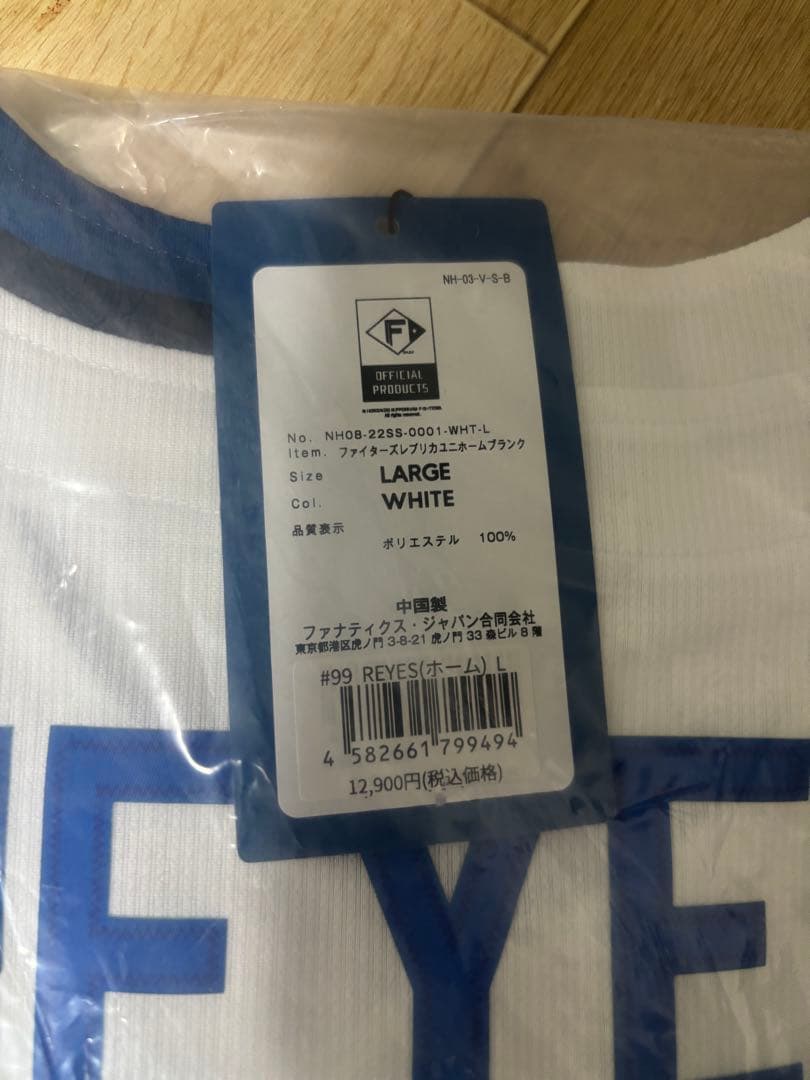 NH-03-V-S-B
F
OFFICIAL
PRODUCTS
All rights reserved.
No. NH08-22SS-0001-WHT-L
Item. ファイターズレプリカユニホームブランク
Size LARGE
Col. WHITE
品質表示
ポリエステル 100%
中国製
ファナティクス・ジャパン合同会社
東京都港区虎ノ門 3-8-21 虎ノ門 33 森ビル 8 階
#99 REYES(ホーム) L
4 582661 799494
12,900円(税込価格)
EYE